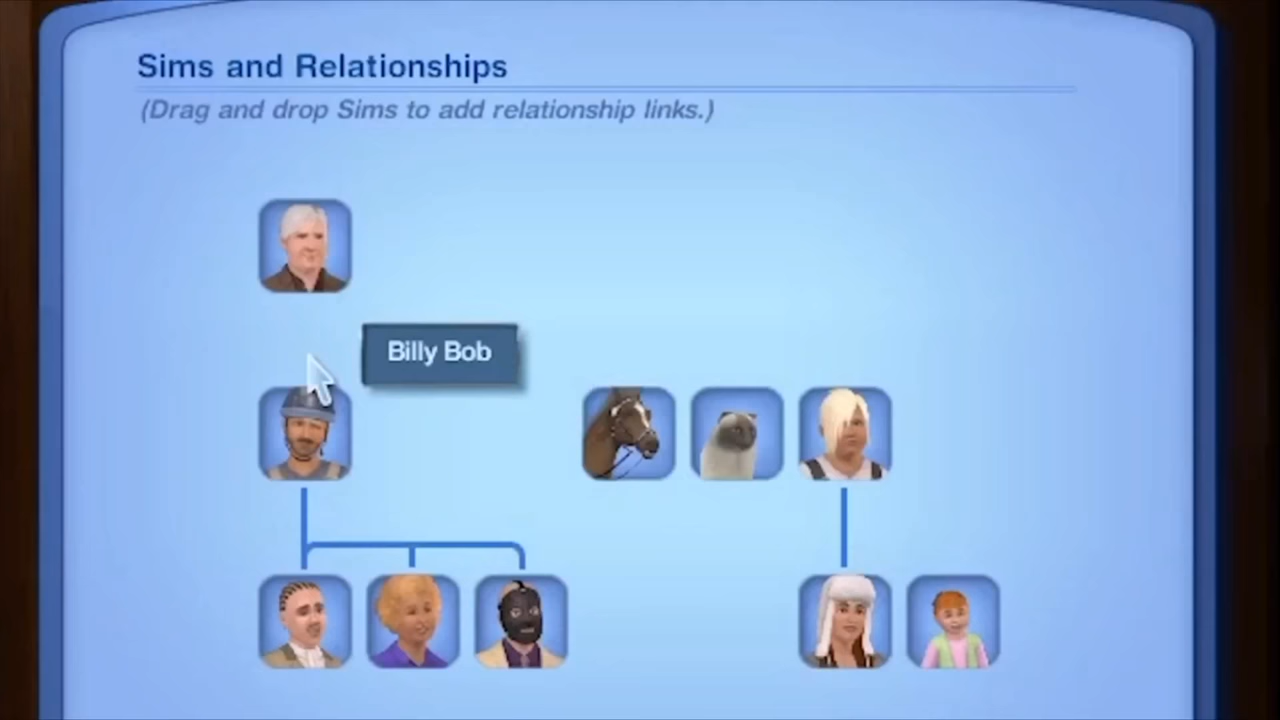 Sims and Relationships
(Drag and drop Sims to add relationship links.)
Billy Bob